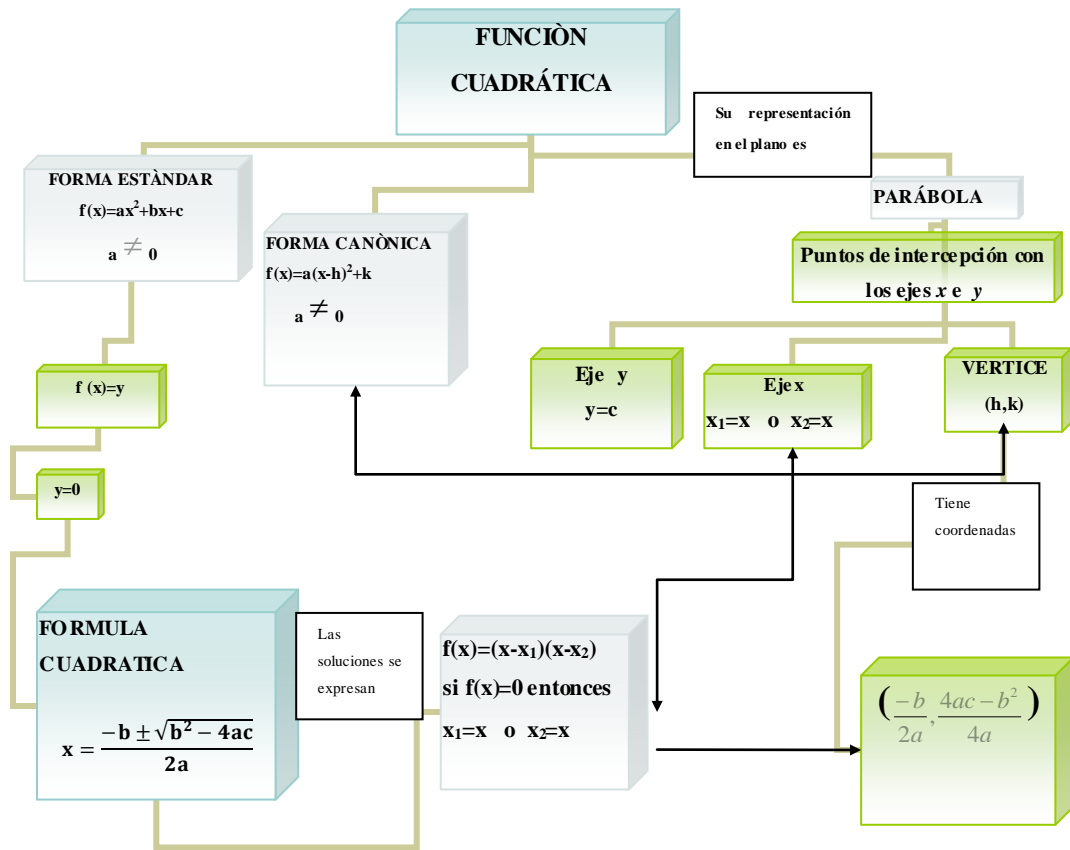 FUNCIÒN
CUADRÁTICA
Su representación
en el plano es
FORMA ESTÀNDAR
f (x)=ax²+bx+c
a ≠ 0
PARÁBOLA
FORMA CANÒNICA
f(x)=a(x-h)²+k
a ≠ 0
Puntos de intercepción con
los ejes x e y
f (x)=y
Eje y
y=c
Eje x
x₁=x o x₂=x
VERTICE
(h,k)
y=0
Tiene
coordenadas
FORMULA
CUADRATICA
x = (-b ± √(b² − 4ac)) / 2a
Las
soluciones se
expresan
f(x)=(x-x₁)(x-x₂)
si f(x)=0 entonces
x₁=x o x₂=x
(-b/2a, (4ac − b²)/4a)